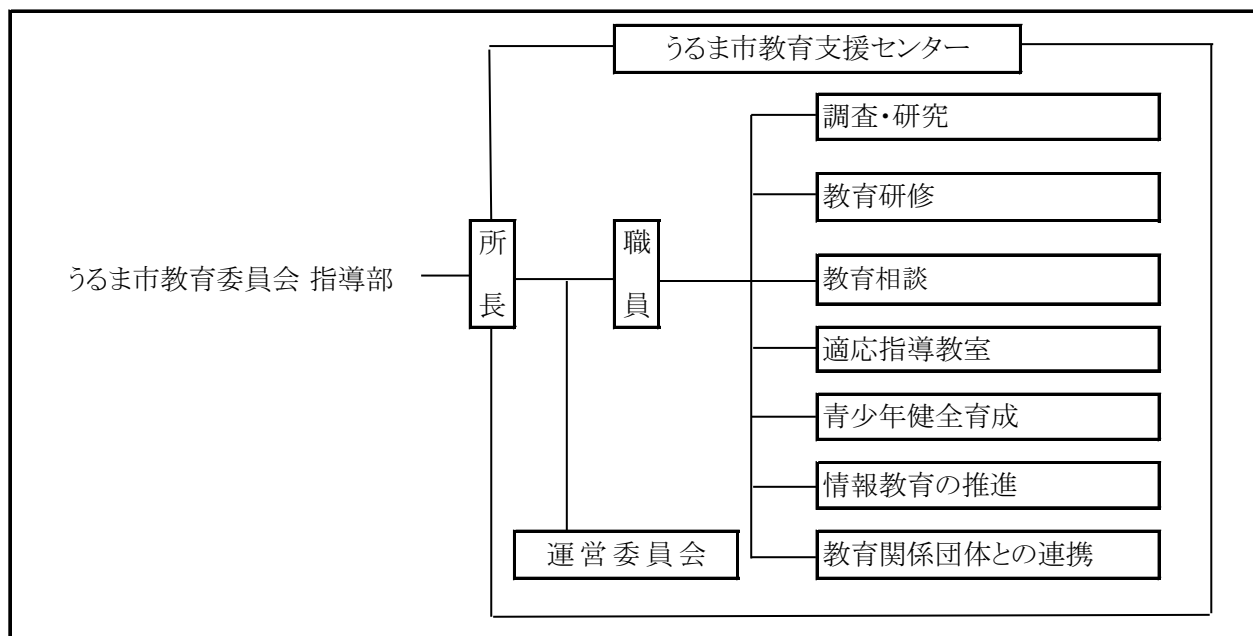 うるま市教育支援センター
調査・研究
教育研修
所長
職員
うるま市教育委員会 指導部
教育相談
適応指導教室
青少年健全育成
情報教育の推進
運営委員会
教育関係団体との連携